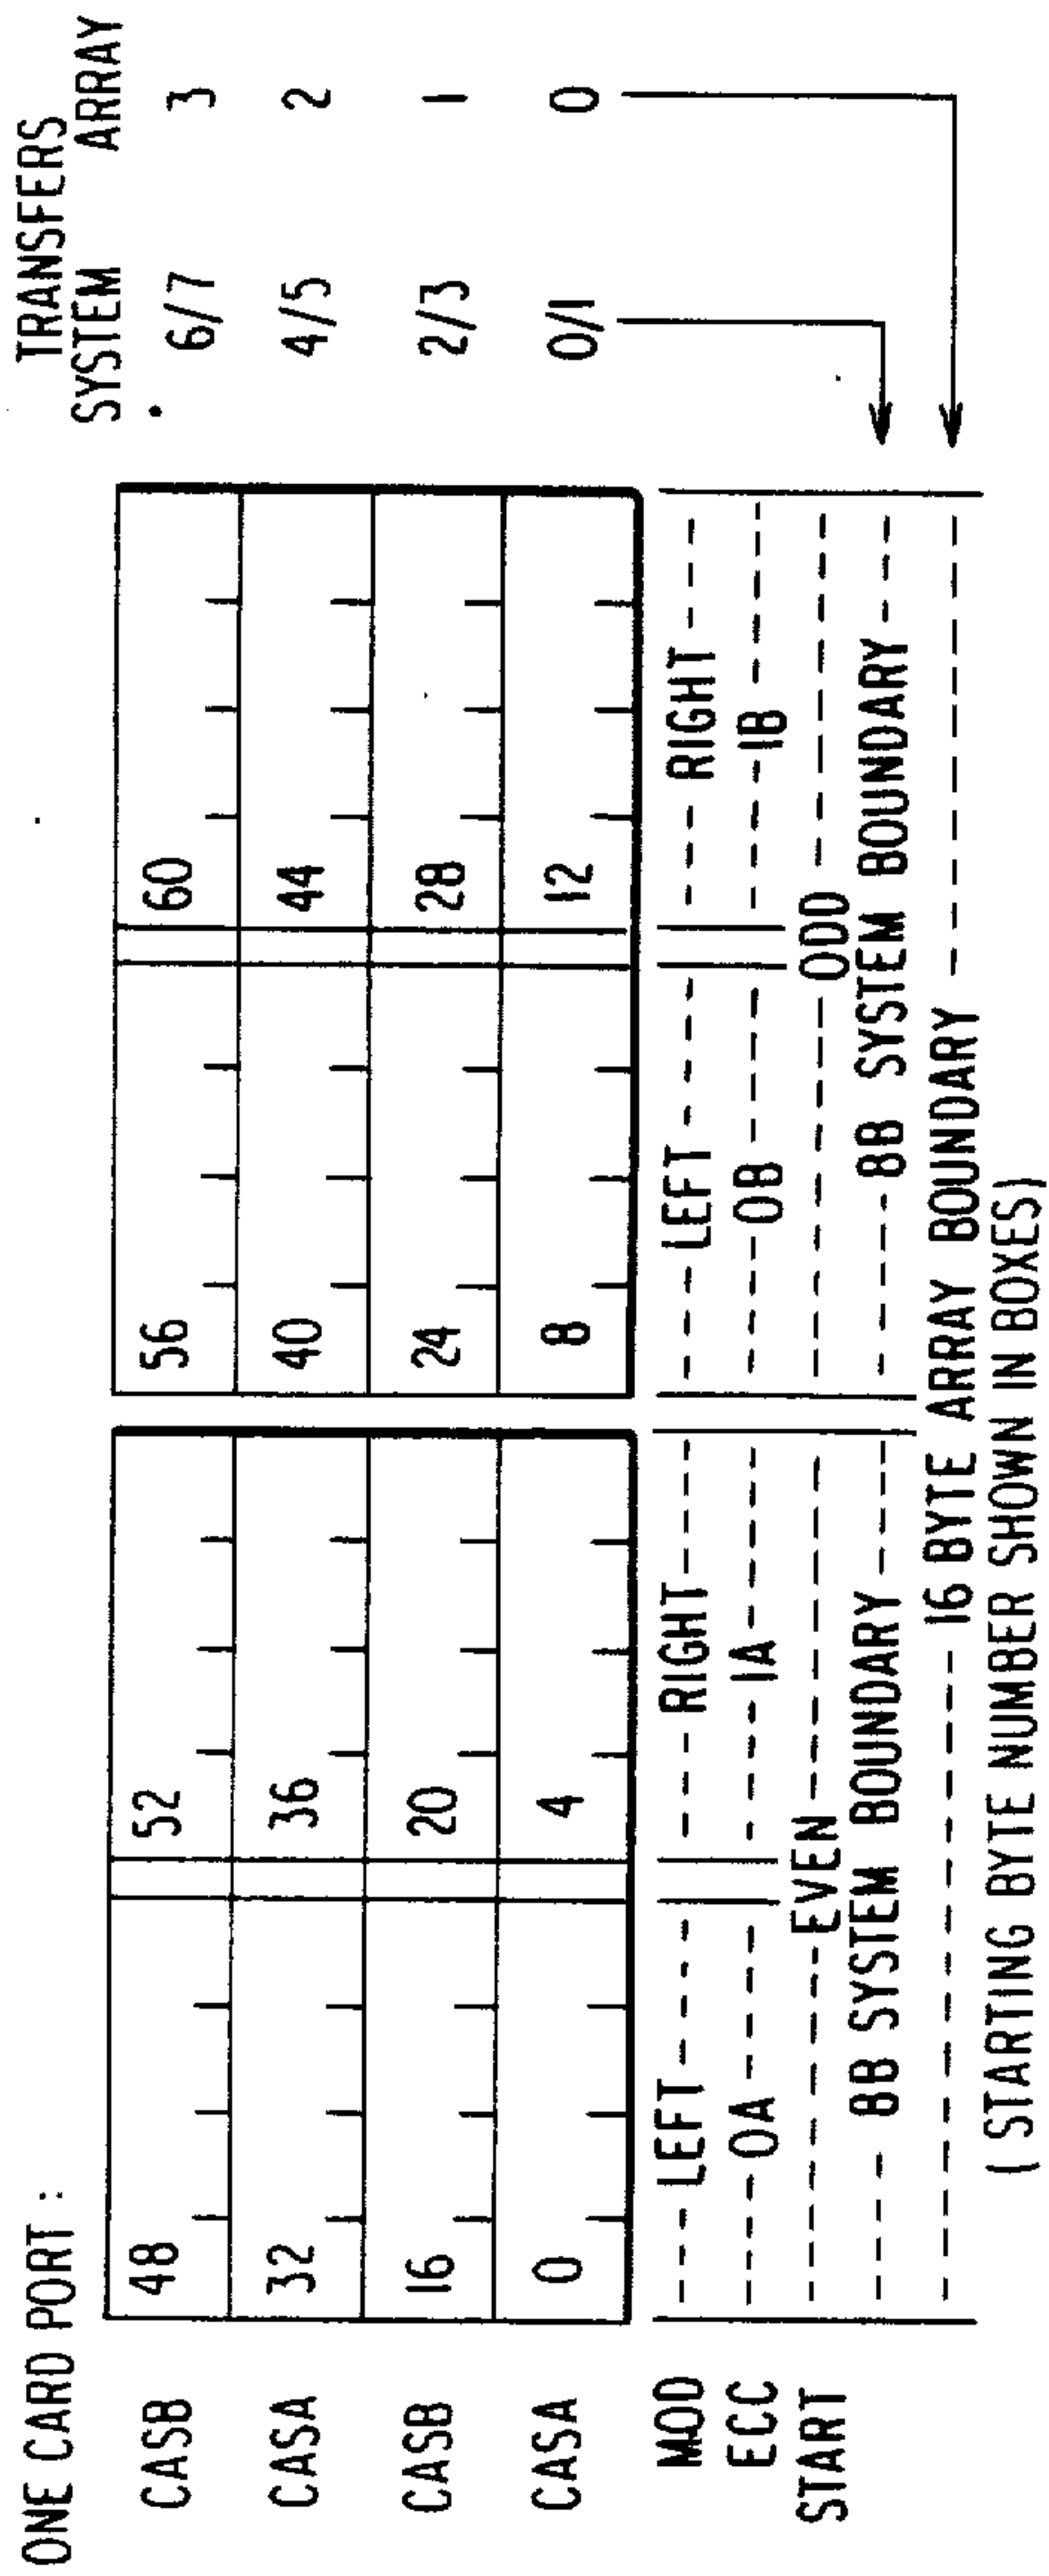 ONE CARD PORT :
TRANSFERS
SYSTEM ARRAY
CASB 48 52 56 60 6/7 3
CASA 32 36 40 44 4/5 2
CASB 16 20 24 28 2/3 1
CASA 0 4 8 12 0/1 0
MOD LEFT RIGHT LEFT RIGHT
ECC 0A 1A 0B 1B
START EVEN ODD
8B SYSTEM BOUNDARY 8B SYSTEM BOUNDARY
16 BYTE ARRAY BOUNDARY
( STARTING BYTE NUMBER SHOWN IN BOXES)